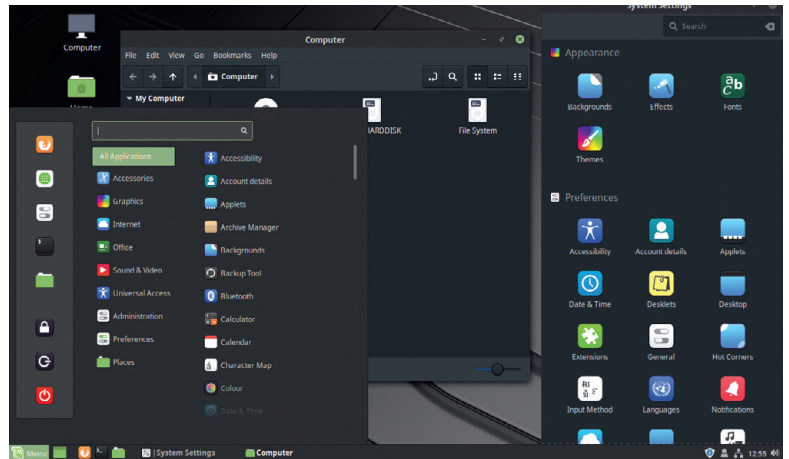 Computer
Computer
File Edit View Go Bookmarks Help
Computer
My Computer
HARDDISK
File System
All Applications
Accessories
Graphics
Internet
Office
Sound & Video
Universal Access
Administration
Preferences
Places
Accessibility
Account details
Applets
Archive Manager
Backgrounds
Backup Tool
Bluetooth
Calculator
Calendar
Character Map
Colour
Date & Time
System Settings
Search
Appearance
Backgrounds Effects Fonts
Themes
Preferences
Accessibility Account details Applets
Date & Time Desklets Desktop
Extensions General Hot Corners
Input Method Languages Notifications
Menu
System Settings
Computer
12:55